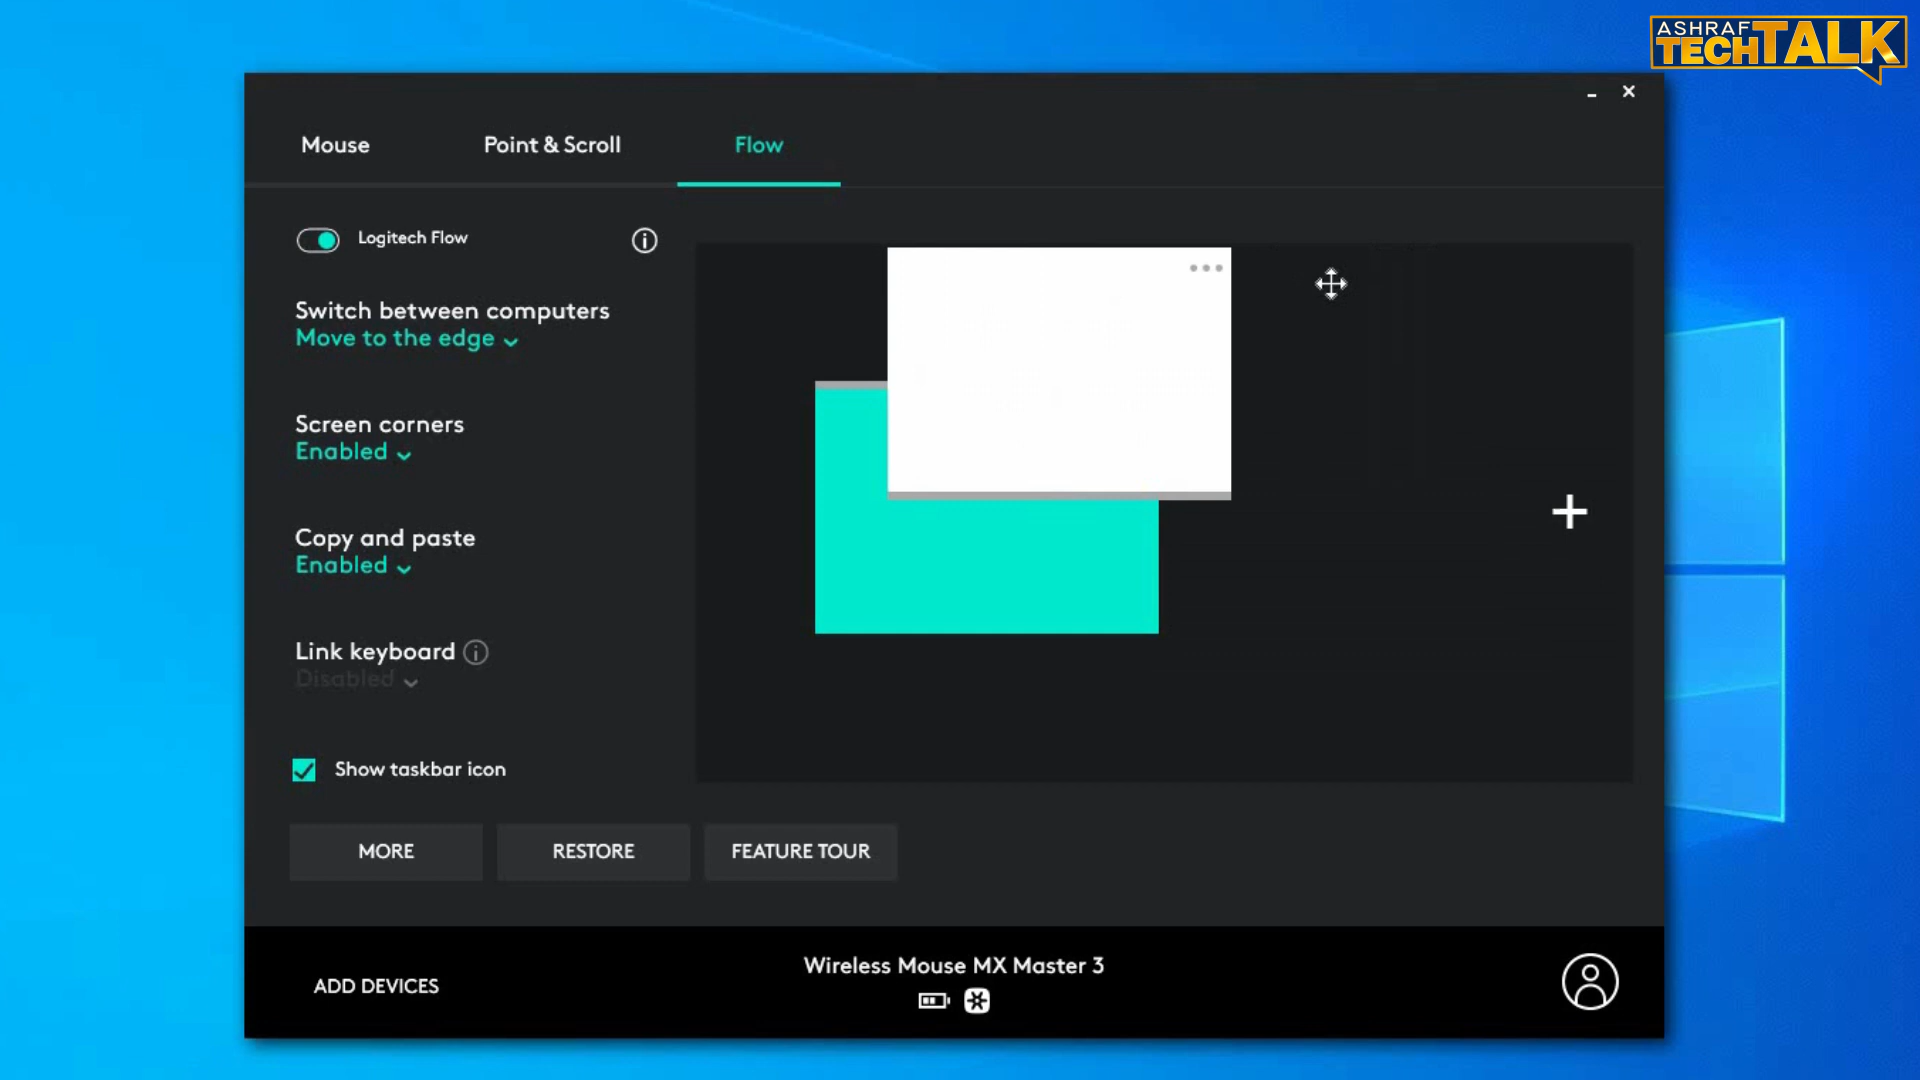 ASHRAF
TECHTALK
Mouse
Point & Scroll
Flow
Logitech Flow
Switch between computers
Move to the edge
Screen corners
Enabled
Copy and paste
Enabled
Link keyboard
Disabled
Show taskbar icon
MORE
RESTORE
FEATURE TOUR
ADD DEVICES
Wireless Mouse MX Master 3